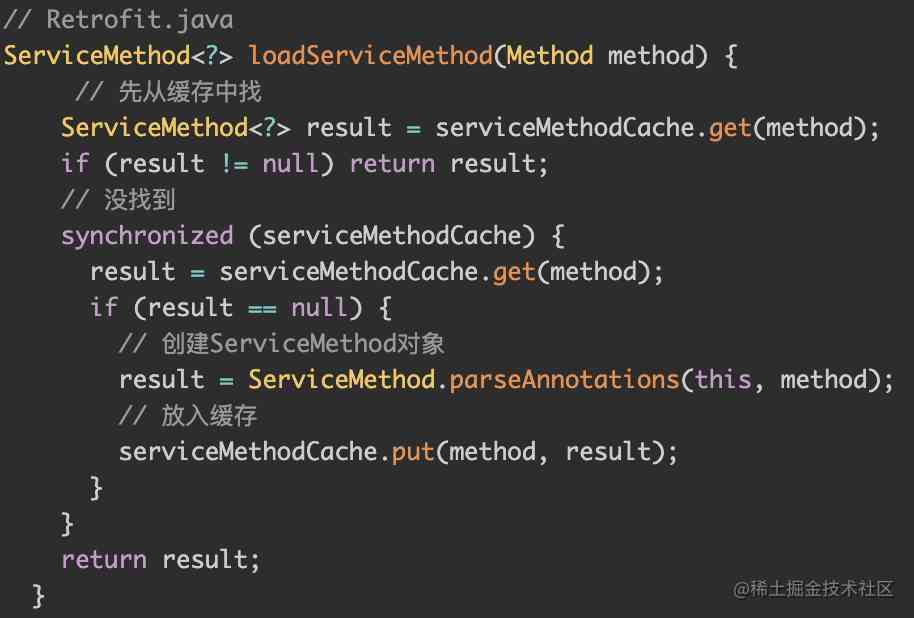 // Retrofit.java
ServiceMethod<?> loadServiceMethod(Method method) {
// 先从缓存中找
ServiceMethod<?> result = serviceMethodCache.get(method);
if (result != null) return result;
// 没找到
synchronized (serviceMethodCache) {
result = serviceMethodCache.get(method);
if (result == null) {
// 创建ServiceMethod对象
result = ServiceMethod.parseAnnotations(this, method);
// 放入缓存
serviceMethodCache.put(method, result);
}
}
return result;
}
@稀土掘金技术社区